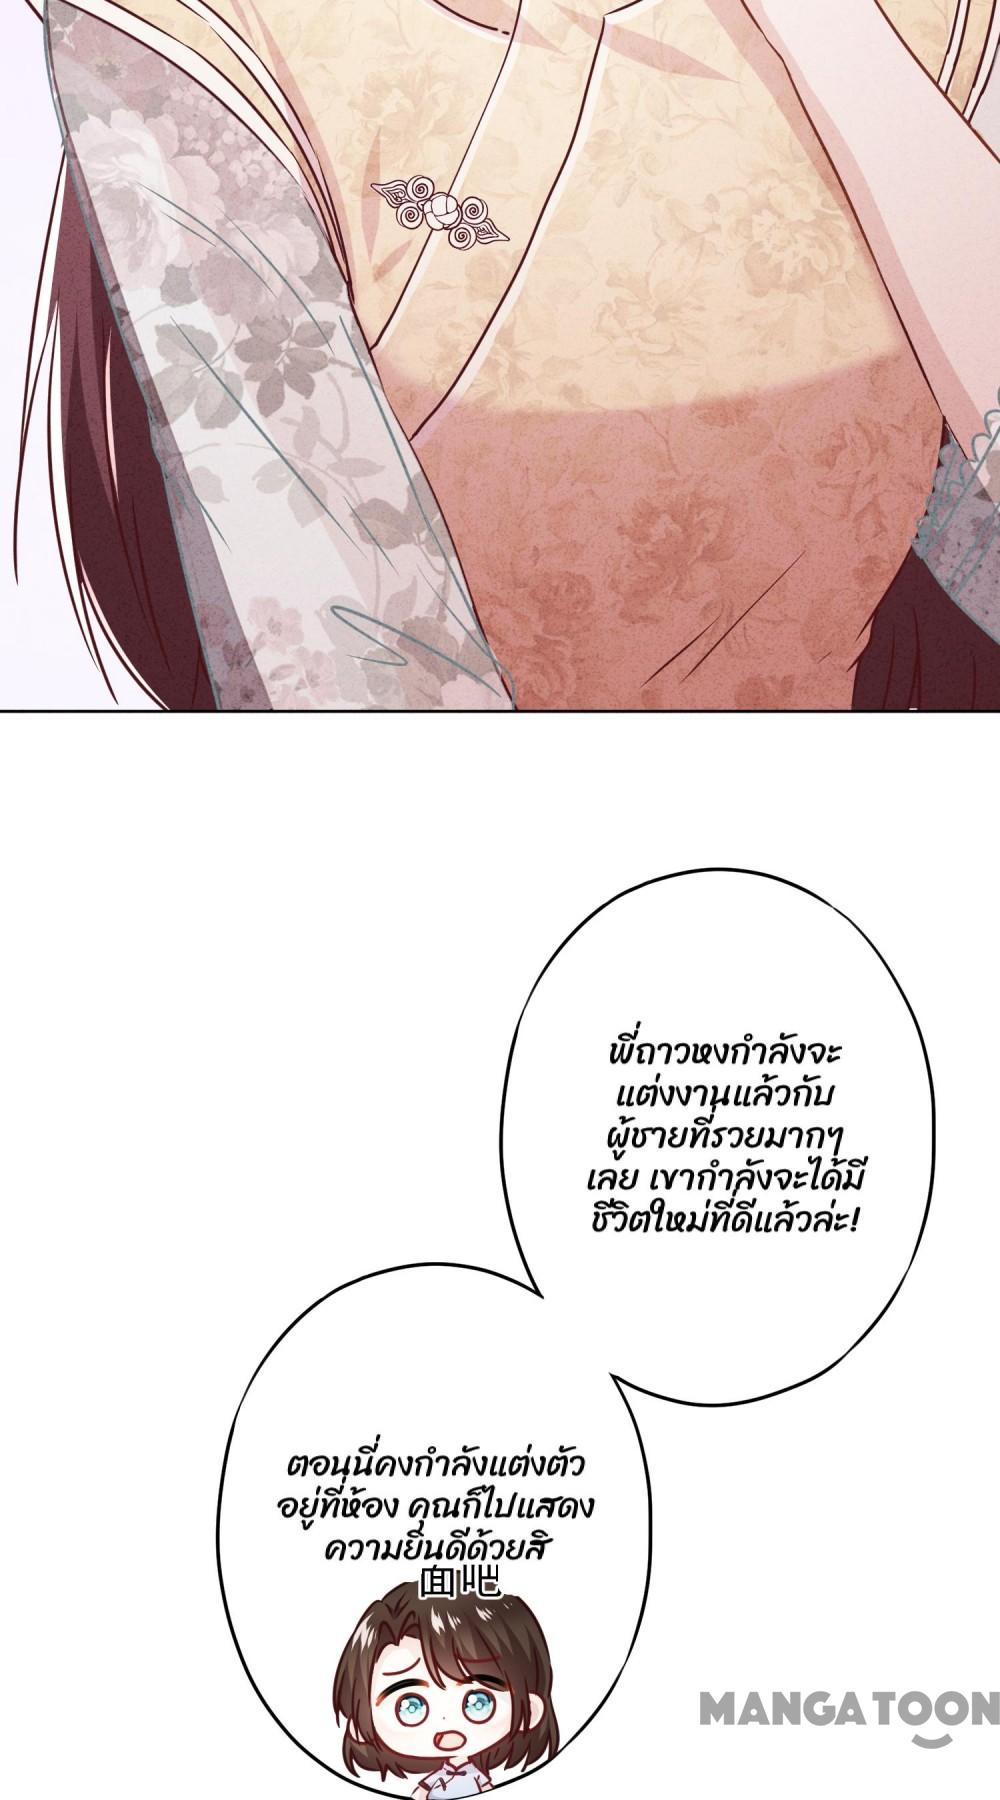 พี่ถาวหงกำลังจะ
แต่งงานแล้วกับ
ผู้ชายที่รวยมากๆ
เลย เขากำลังจะได้มี
ชีวิตใหม่ที่ดีแล้วล่ะ!
ตอนนี้คงกำลังแต่งตัว
อยู่ที่ห้อง คุณก็ไปแสดง
ความยินดีด้วยสิ
面吧
MANGATOON